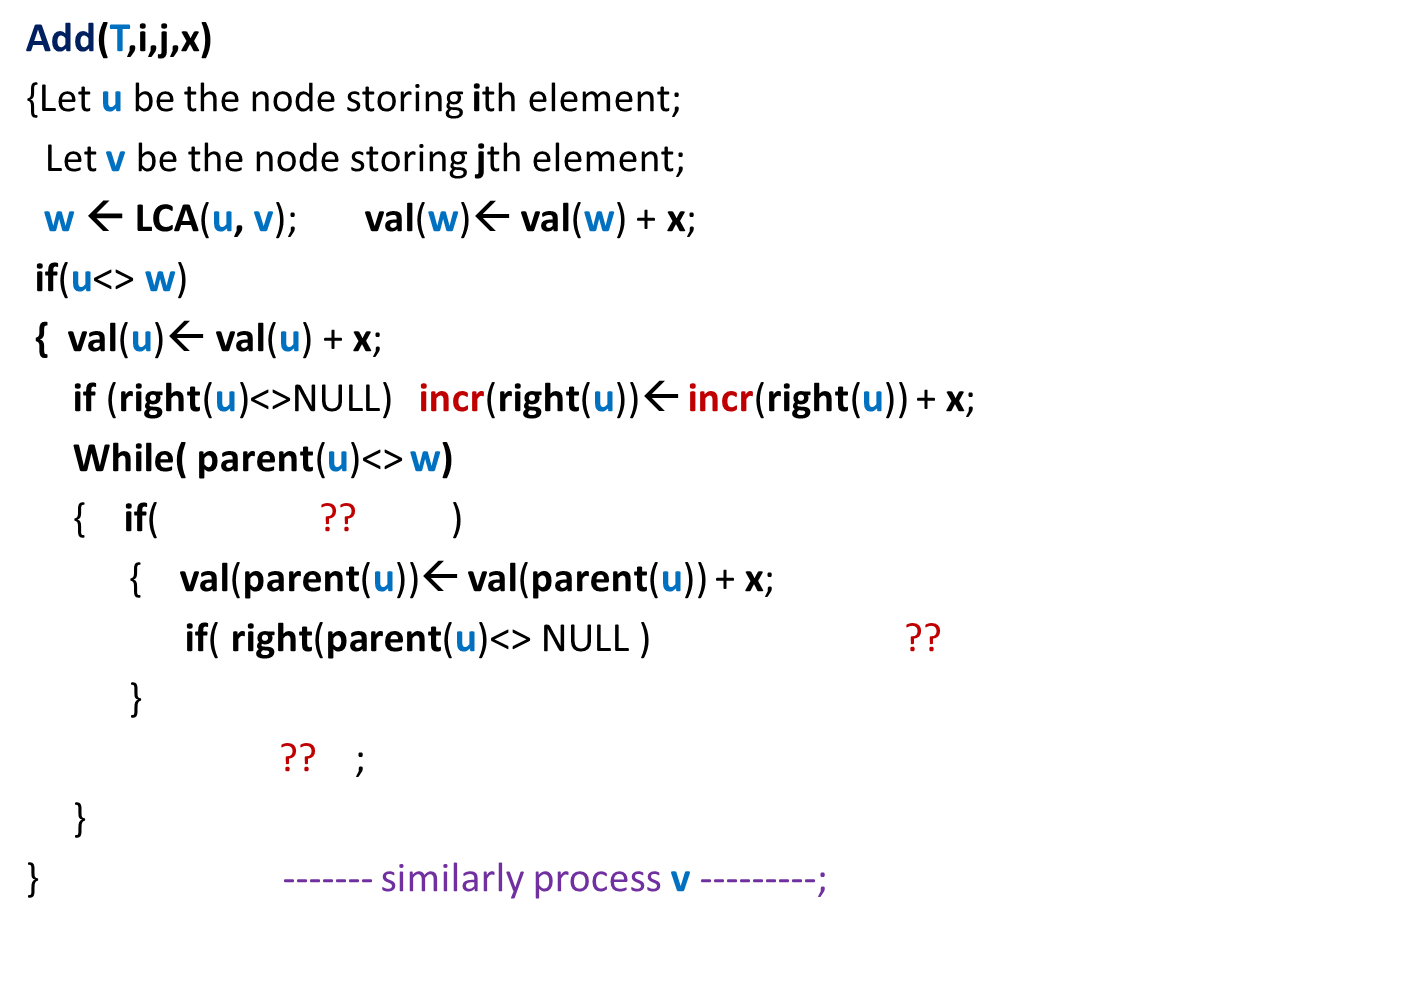 Add(T,i,j,x)
{Let u be the node storing ith element;
Let v be the node storing jth element;
w ← LCA(u, v); val(w)← val(w) + x;
if(u<> w)
{ val(u)← val(u) + x;
if (right(u)<>NULL) incr(right(u))← incr(right(u)) + x;
While( parent(u)<> w)
{ if( ?? )
{ val(parent(u))← val(parent(u)) + x;
if( right(parent(u)<> NULL ) ??
}
?? ;
}
} ------- similarly process v ---------;